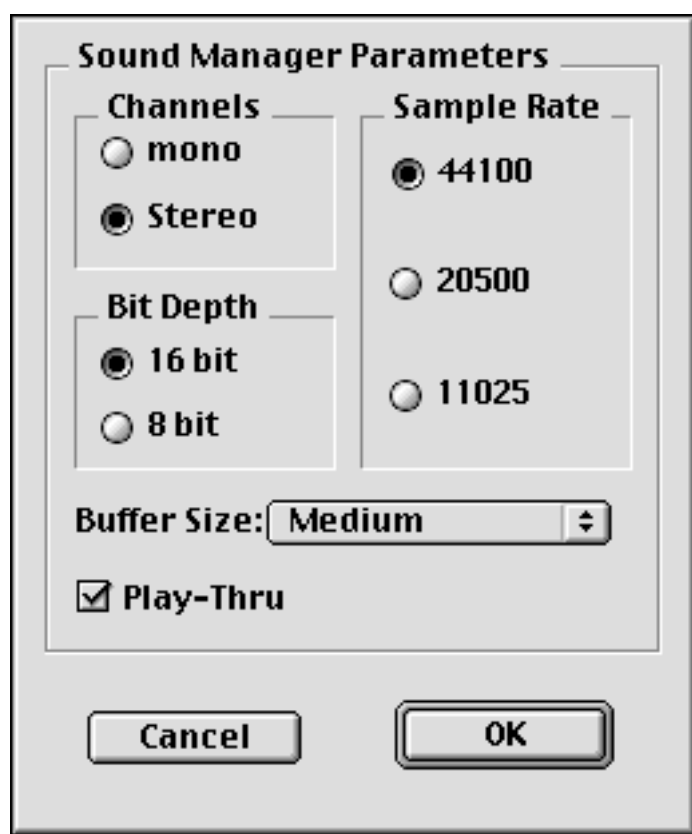 Sound Manager Parameters
Channels
mono
Stereo
Sample Rate
44100
20500
11025
Bit Depth
16 bit
8 bit
Buffer Size: Medium
Play-Thru
Cancel OK